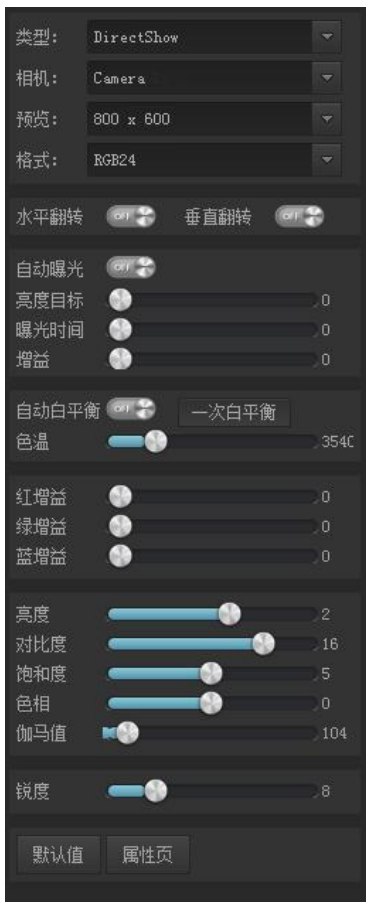 类型: DirectShow
相机: Camera
预览: 800 x 600
格式: RGB24
水平翻转 OFF 垂直翻转 OFF
自动曝光 OFF
亮度目标 0
曝光时间 0
增益 0
自动白平衡 OFF 一次白平衡
色温 3540
红增益 0
绿增益 0
蓝增益 0
亮度 2
对比度 16
饱和度 5
色相 0
伽马值 104
锐度 8
默认值 属性页